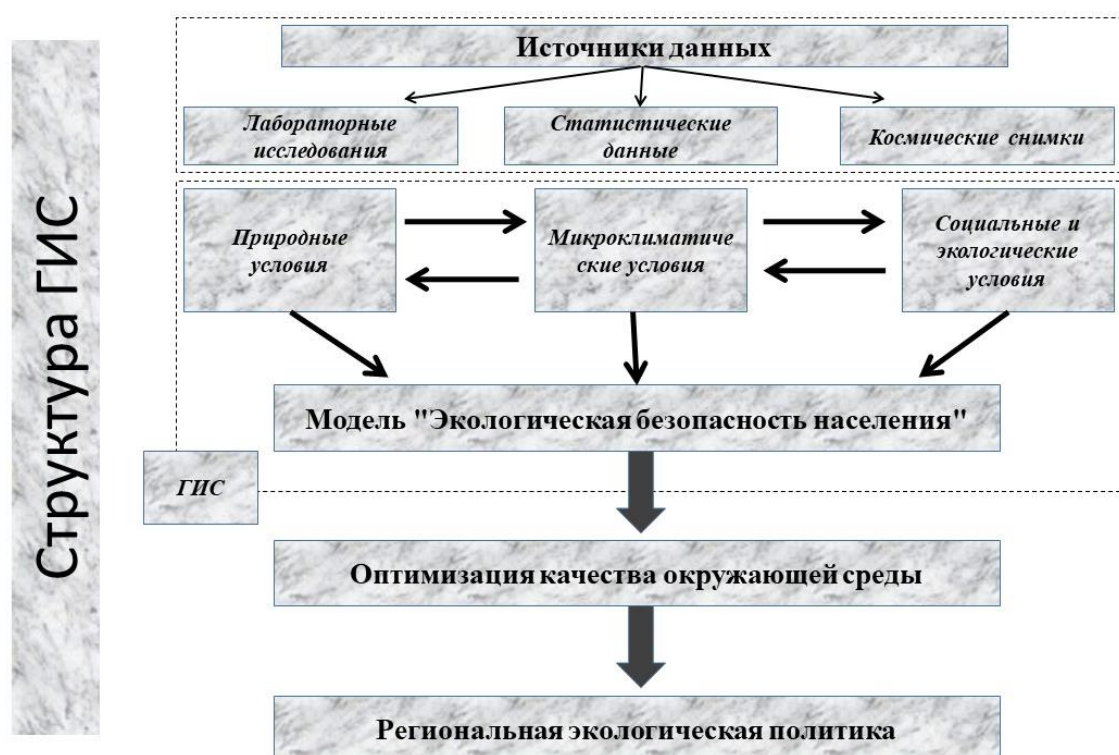 Структура ГИС
Источники данных
Лабораторные
исследования
Статистические
данные
Космические снимки
Природные
условия
Микроклиматиче
ские условия
Социальные и
экологические
условия
Модель "Экологическая безопасность населения"
ГИС
Оптимизация качества окружающей среды
Региональная экологическая политика